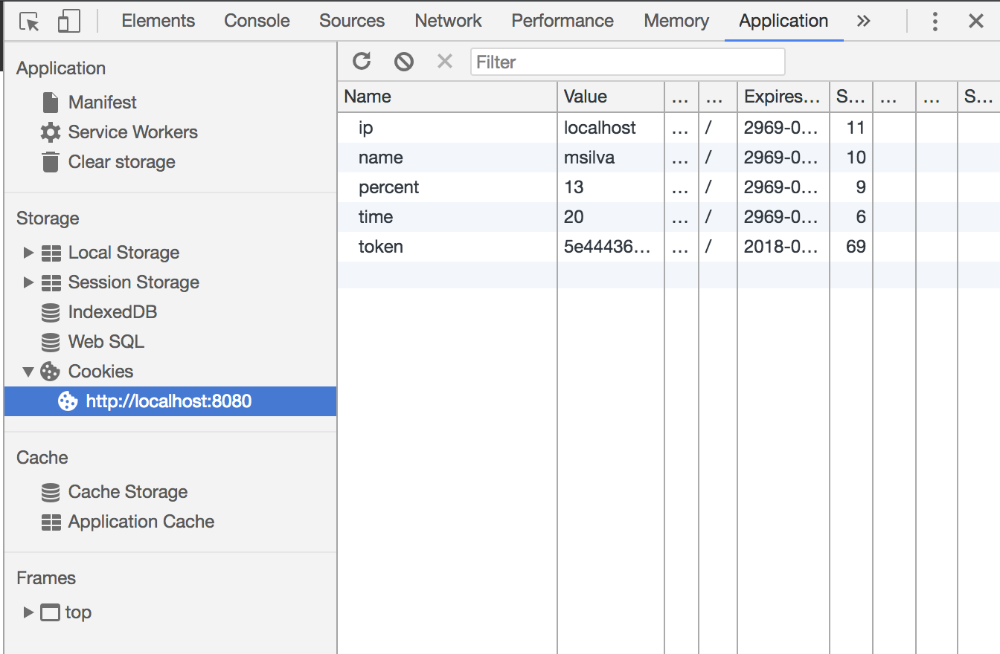 Elements Console Sources Network Performance Memory Application
Application
Manifest
Service Workers
Clear storage
Storage
Local Storage
Session Storage
IndexedDB
Web SQL
Cookies
http://localhost:8080
Cache
Cache Storage
Application Cache
Frames
top
Filter
Name Value ... ... Expires... S... ... ... S...
ip localhost ... / 2969-0... 11
name msilva ... / 2969-0... 10
percent 13 ... / 2969-0... 9
time 20 ... / 2969-0... 6
token 5e44436... ... / 2018-0... 69